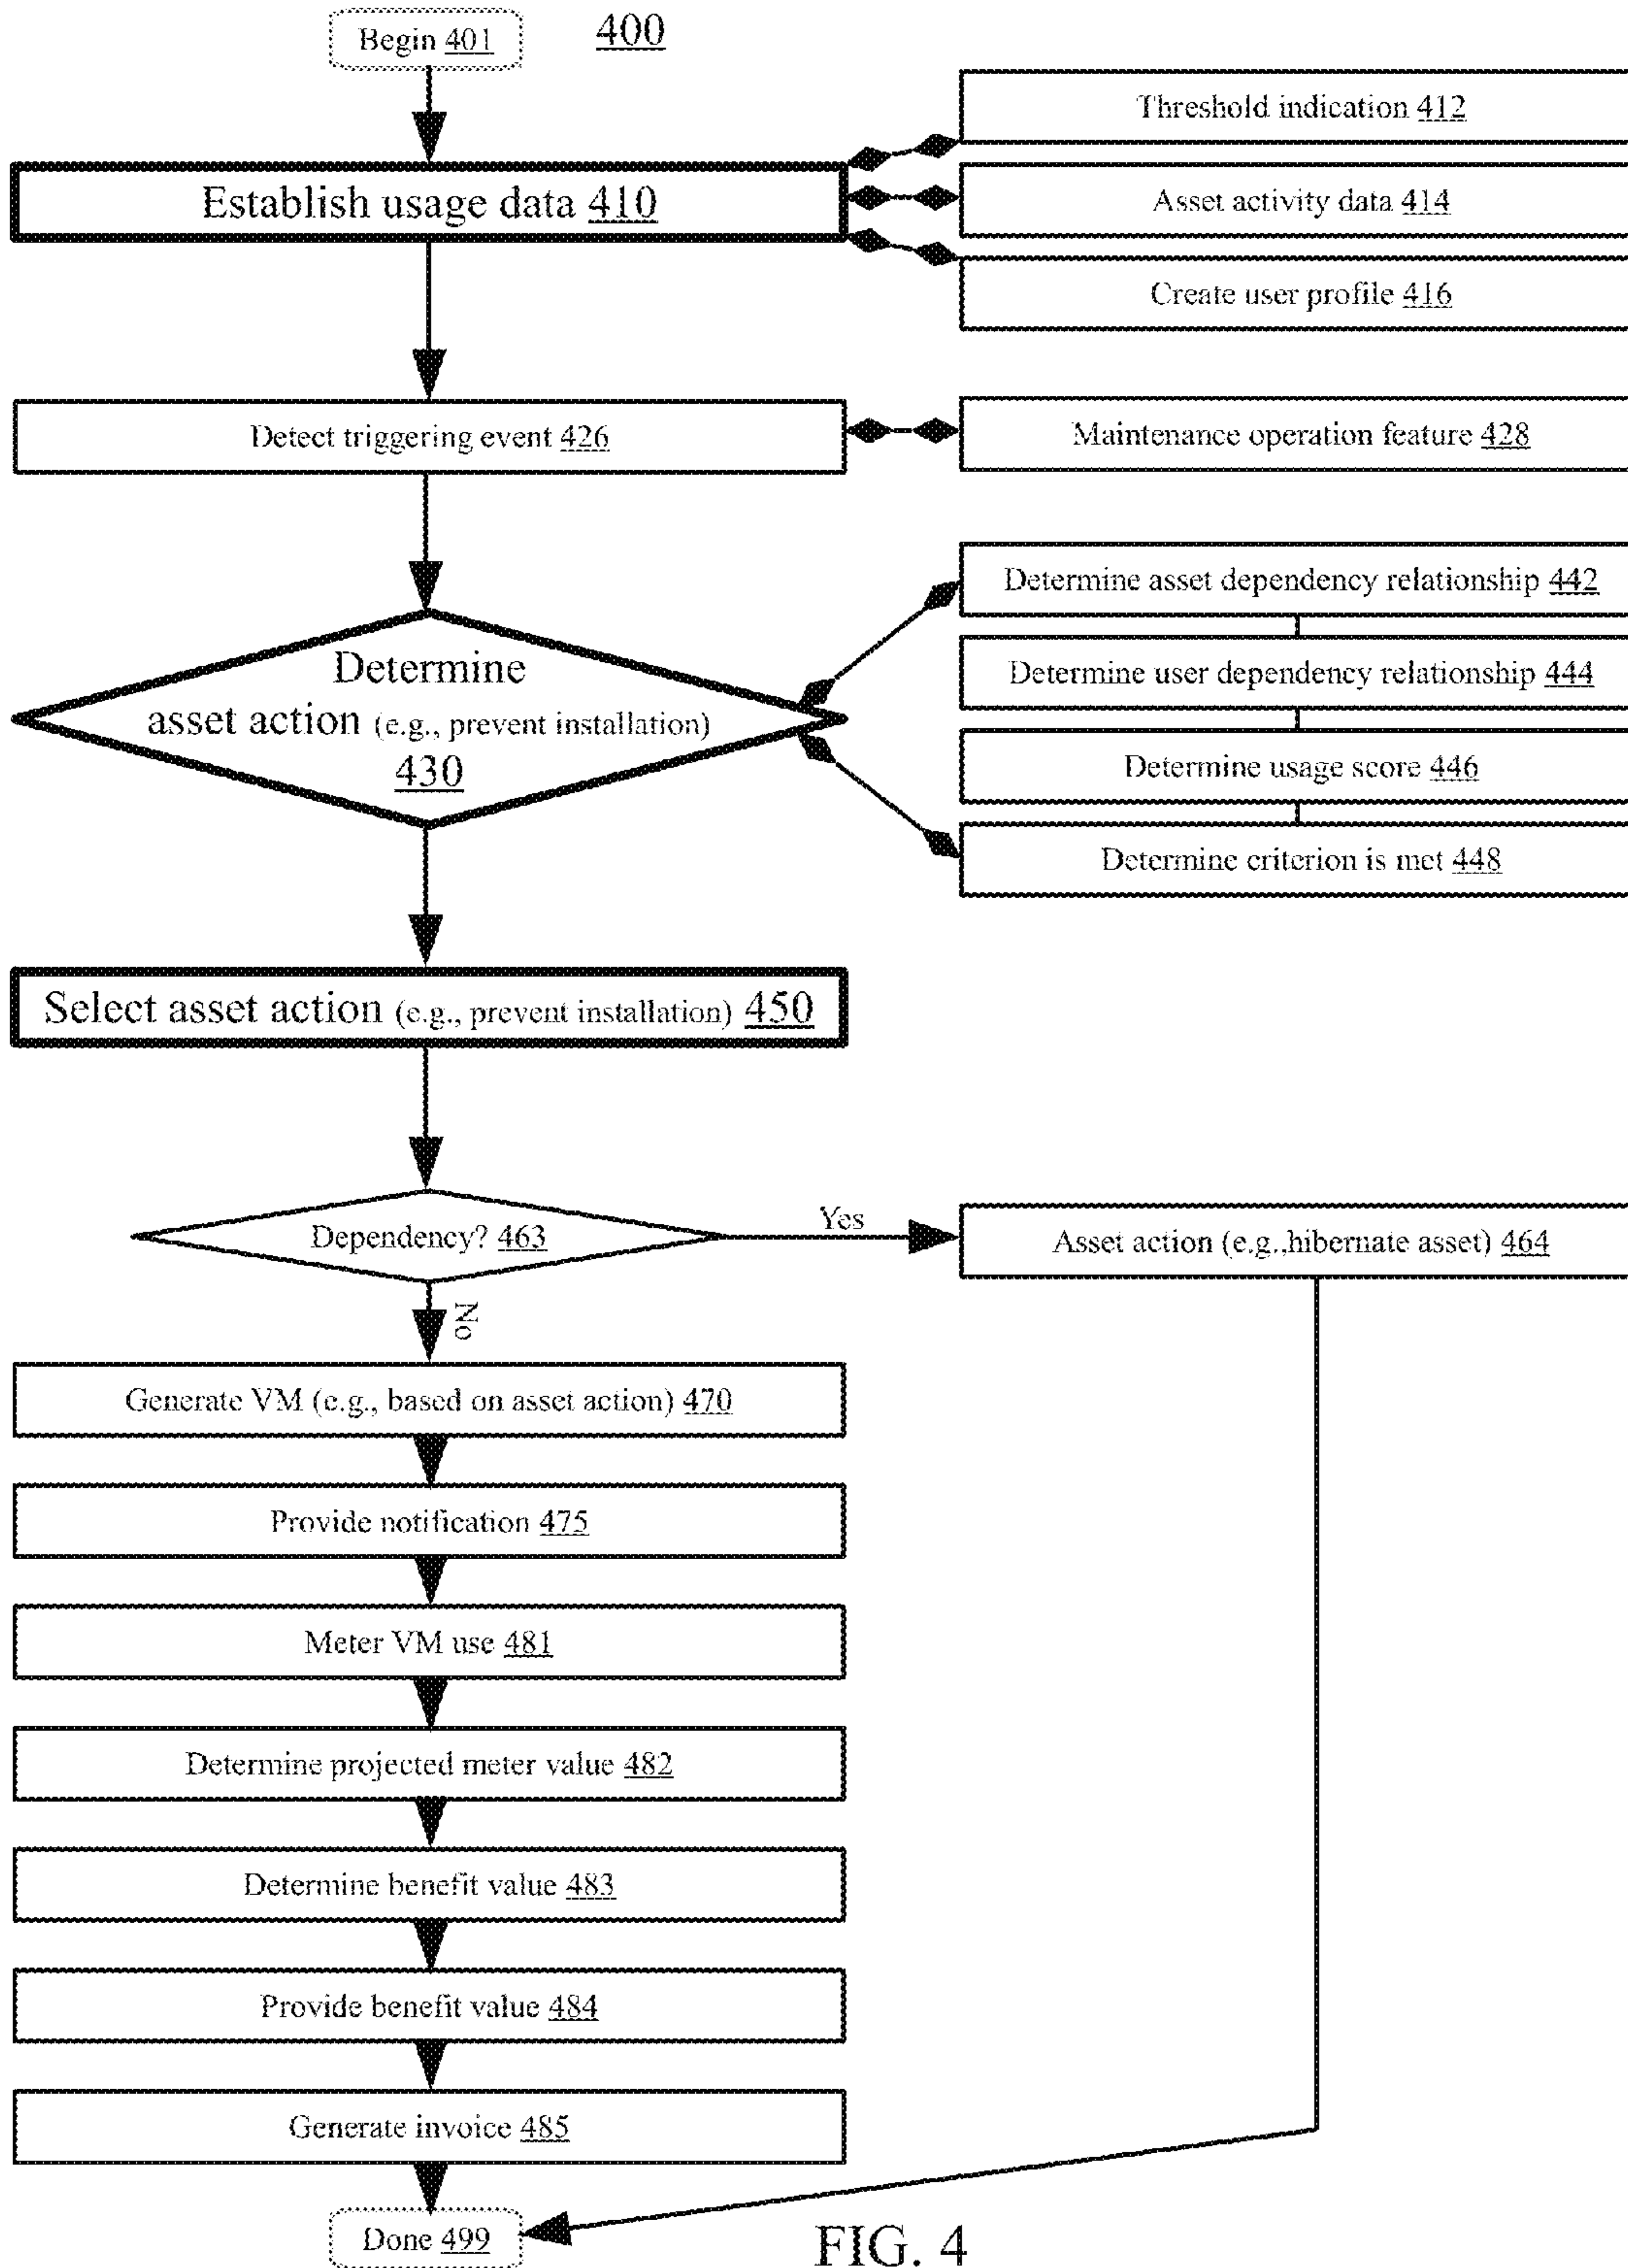 Begin 401
400
Threshold indication 412
Establish usage data 410
Asset activity data 414
Create user profile 416
Detect triggering event 426
Maintenance operation feature 428
Determine asset dependency relationship 442
Determine
asset action (e.g., prevent installation)
430
Determine user dependency relationship 444
Determine usage score 446
Determine criterion is met 448
Select asset action (e.g., prevent installation) 450
Dependency? 463
Yes
Asset action (e.g.,hibernate asset) 464
No
Generate VM (e.g., based on asset action) 470
Provide notification 475
Meter VM use 481
Determine projected meter value 482
Determine benefit value 483
Provide benefit value 484
Generate invoice 485
Done 499
FIG. 4